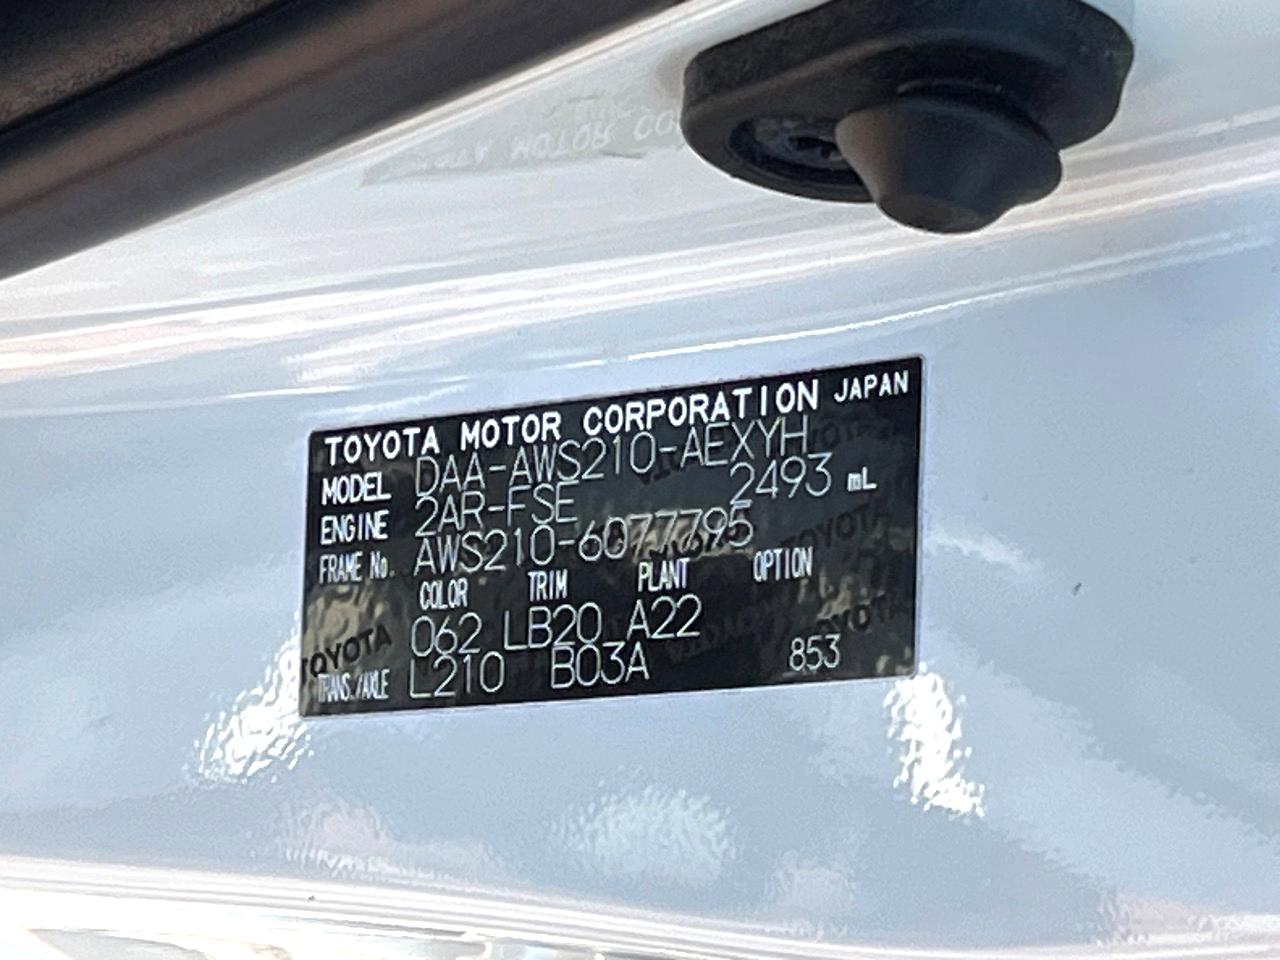 TOYOTA MOTOR CORPORATION JAPAN
MODEL DAA-AWS210-AEXYH
ENGINE 2AR-FSE 2493 mL
FRAME No. AWS210-6077795
COLOR TRIM PLANT OPTION
062 LB20 A22
TRANS./AXLE L210 B03A 853